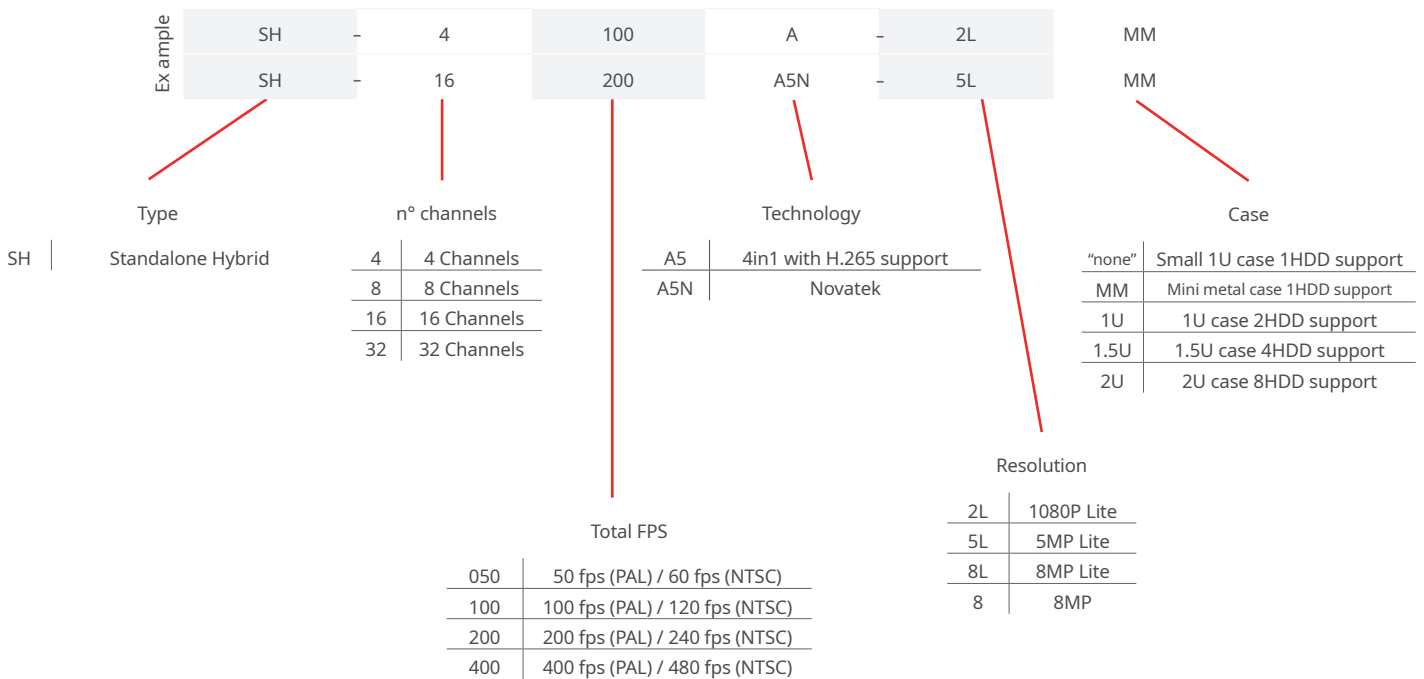 Ex ample
SH – 4 100 A – 2L MM
SH – 16 200 A5N – 5L MM
Type
SH Standalone Hybrid
n° channels
4 4 Channels
8 8 Channels
16 16 Channels
32 32 Channels
Technology
A5 4in1 with H.265 support
A5N Novatek
Case
“none” Small 1U case 1HDD support
MM Mini metal case 1HDD support
1U 1U case 2HDD support
1.5U 1.5U case 4HDD support
2U 2U case 8HDD support
Resolution
2L 1080P Lite
5L 5MP Lite
8L 8MP Lite
8 8MP
Total FPS
050 50 fps (PAL) / 60 fps (NTSC)
100 100 fps (PAL) / 120 fps (NTSC)
200 200 fps (PAL) / 240 fps (NTSC)
400 400 fps (PAL) / 480 fps (NTSC)